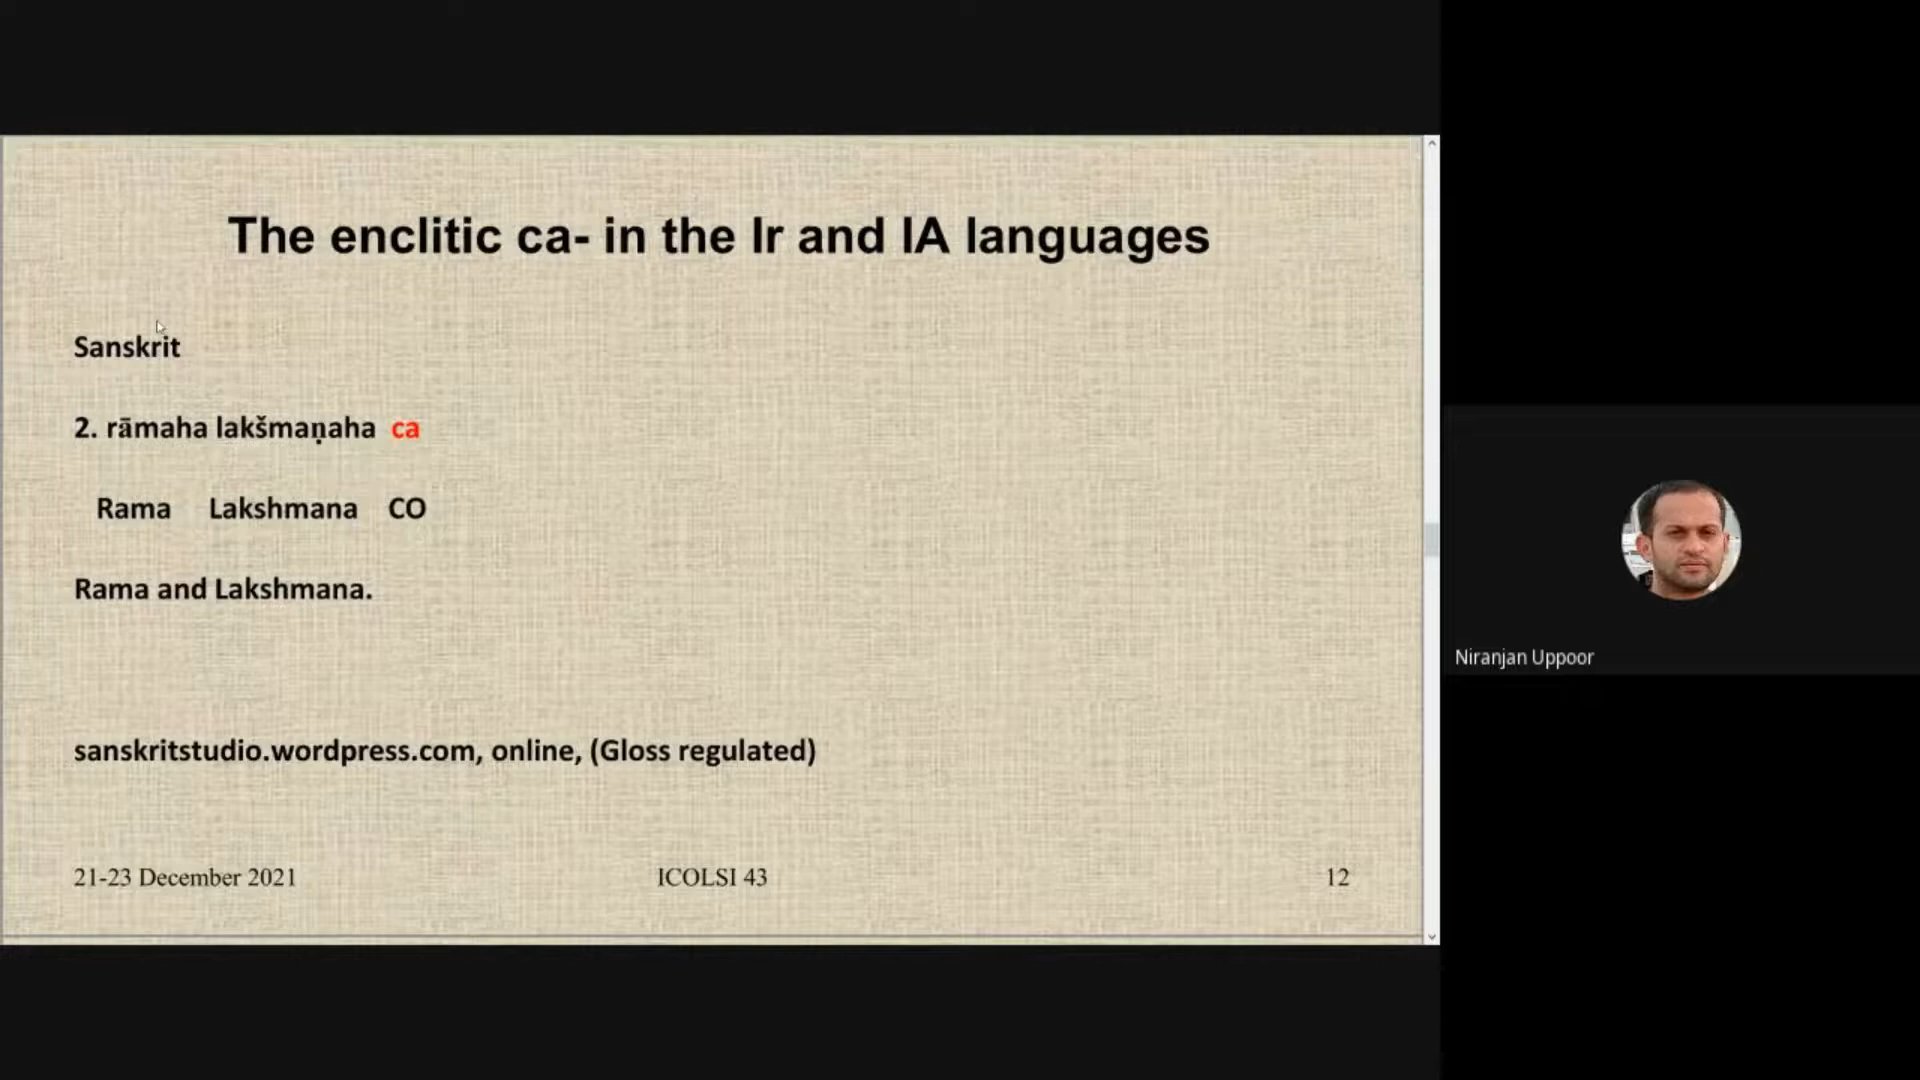 The enclitic ca- in the Ir and IA languages
Sanskrit
2. rāmaha lakšmaṇaha ca
Rama Lakshmana CO
Rama and Lakshmana.
sanskritstudio.wordpress.com, online, (Gloss regulated)
21-23 December 2021 ICOLSI 43 12
Niranjan Uppoor